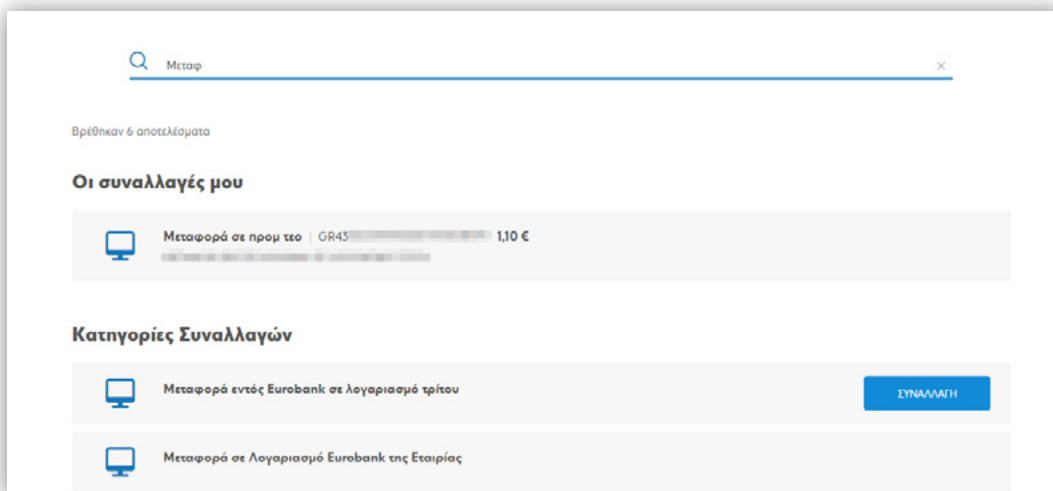 Μεταφ
Βρέθηκαν 6 αποτελέσματα
Οι συναλλαγές μου
Μεταφορά σε προμ τεο | GR43 1,10 €
Κατηγορίες Συναλλαγών
Μεταφορά εντός Eurobank σε λογαριασμό τρίτου
ΣΥΝΑΛΛΑΓΗ
Μεταφορά σε Λογαριασμό Eurobank της Εταιρίας